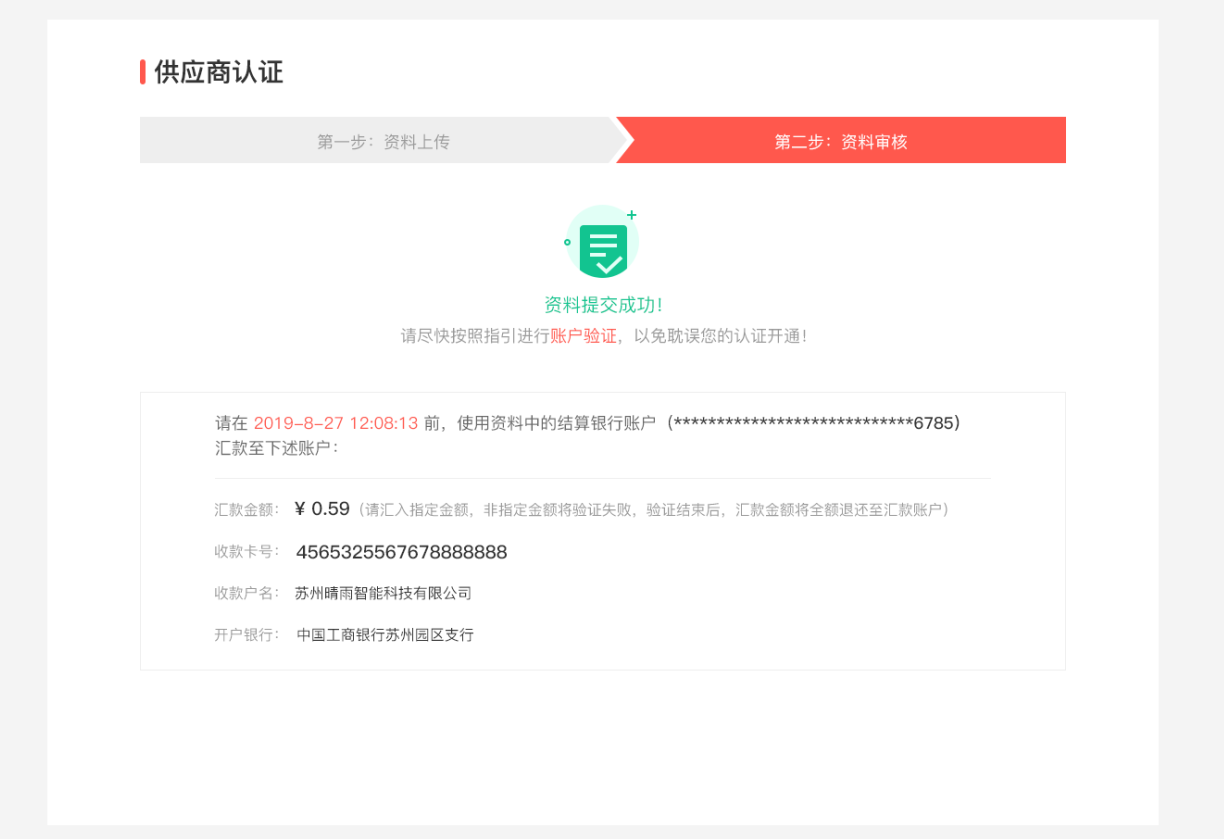 供应商认证
第一步：资料上传
第二步：资料审核
资料提交成功！
请尽快按照指引进行账户验证，以免耽误您的认证开通！
请在 2019-8-27 12:08:13 前，使用资料中的结算银行账户（****************************6785）
汇款至下述账户：
汇款金额： ¥ 0.59（请汇入指定金额，非指定金额将验证失败，验证结束后，汇款金额将全额退还至汇款账户）
收款卡号： 4565325567678888888
收款户名： 苏州晴雨智能科技有限公司
开户银行： 中国工商银行苏州园区支行